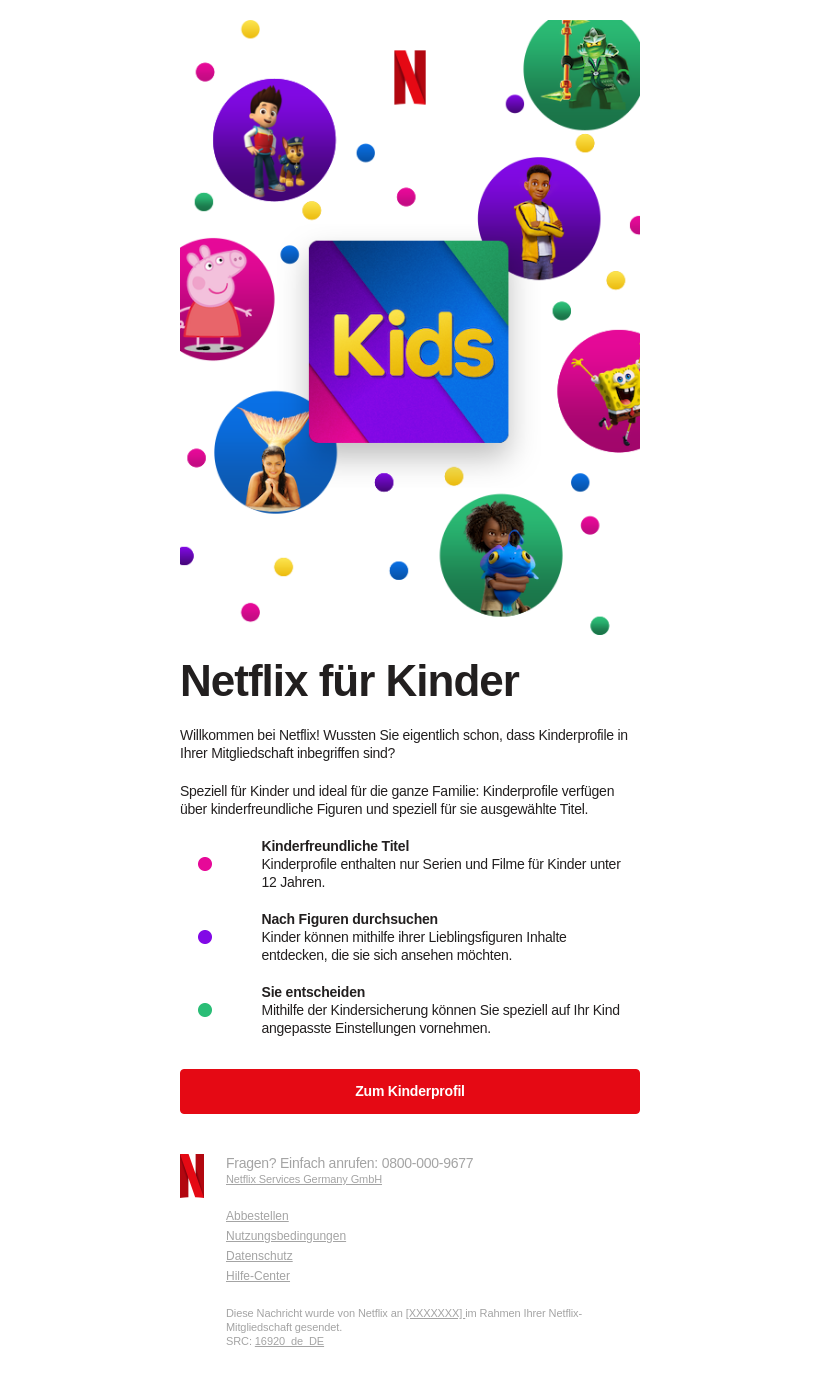 N
Kids
Netflix für Kinder
Willkommen bei Netflix! Wussten Sie eigentlich schon, dass Kinderprofile in
Ihrer Mitgliedschaft inbegriffen sind?
Speziell für Kinder und ideal für die ganze Familie: Kinderprofile verfügen
über kinderfreundliche Figuren und speziell für sie ausgewählte Titel.
Kinderfreundliche Titel
Kinderprofile enthalten nur Serien und Filme für Kinder unter
12 Jahren.
Nach Figuren durchsuchen
Kinder können mithilfe ihrer Lieblingsfiguren Inhalte
entdecken, die sie sich ansehen möchten.
Sie entscheiden
Mithilfe der Kindersicherung können Sie speziell auf Ihr Kind
angepasste Einstellungen vornehmen.
Zum Kinderprofil
N
Fragen? Einfach anrufen: 0800-000-9677
Netflix Services Germany GmbH
Abbestellen
Nutzungsbedingungen
Datenschutz
Hilfe-Center
Diese Nachricht wurde von Netflix an [XXXXXXX] im Rahmen Ihrer Netflix-
Mitgliedschaft gesendet.
SRC: 16920_de_DE